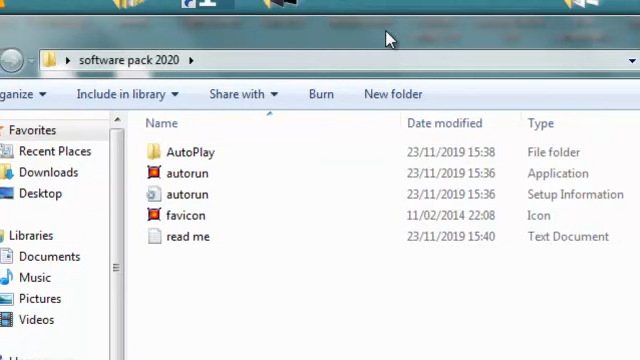 software pack 2020
ganize Include in library Share with Burn New folder
Favorites
Recent Places
Downloads
Desktop
Libraries
Documents
Music
Pictures
Videos
Name Date modified Type
AutoPlay 23/11/2019 15:38 File folder
autorun 23/11/2019 15:36 Application
autorun 23/11/2019 15:36 Setup Information
favicon 11/02/2014 22:08 Icon
read me 23/11/2019 15:40 Text Document